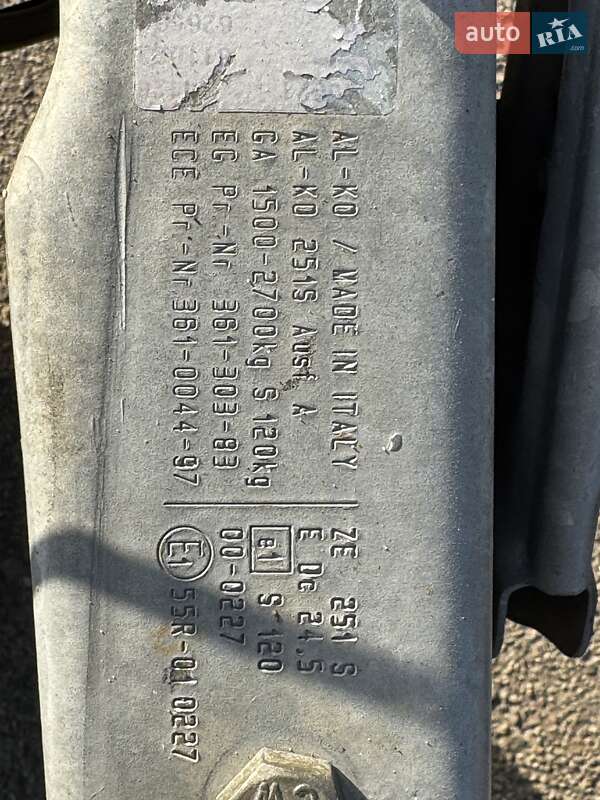 AL-KO / MADE IN ITALY
AL-KO 251S Ausf A
GA 1500-2700kg S 120kg
EG Pr.-Nr 361-303-83
ECE Pr.-Nr 361-0044-97
ZE 251 S
E Dc 24,5
e1 S 120
00-0227
E1 55R-01 0227
auto RIA.com